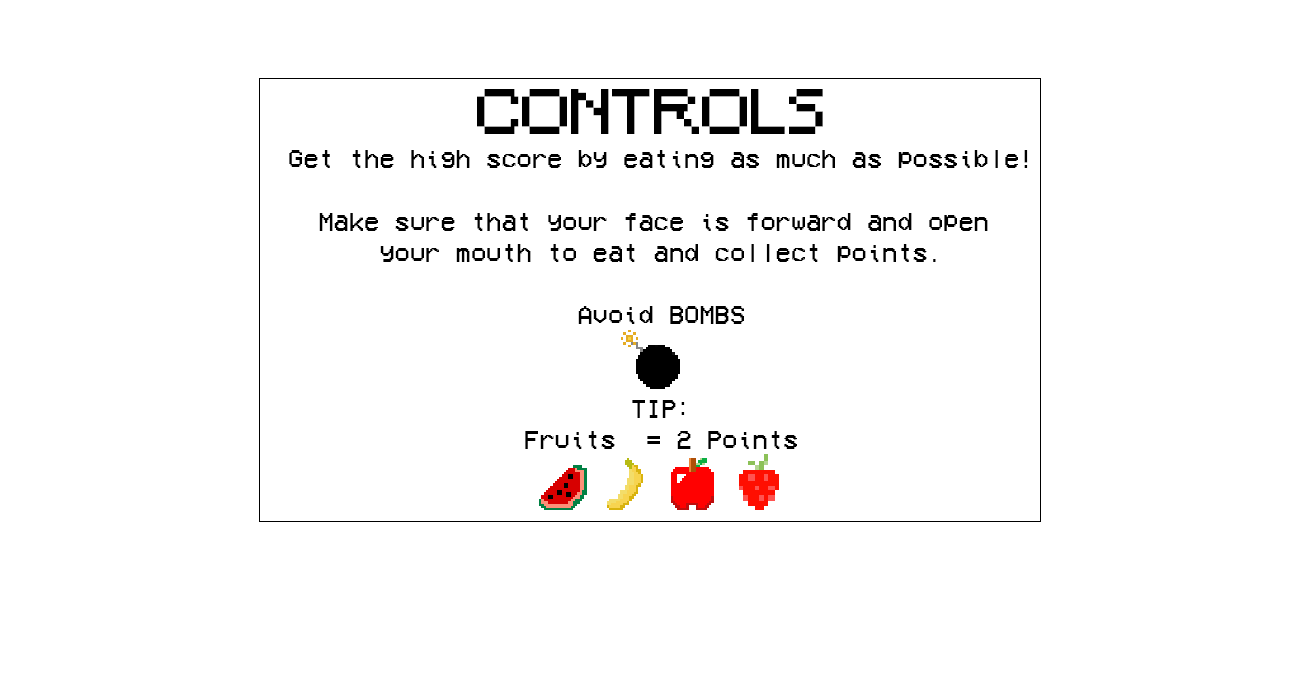 CONTROLS
Get the high score by eating as much as possible!
Make sure that your face is forward and open
your mouth to eat and collect points.
Avoid BOMBS
TIP:
Fruits = 2 Points